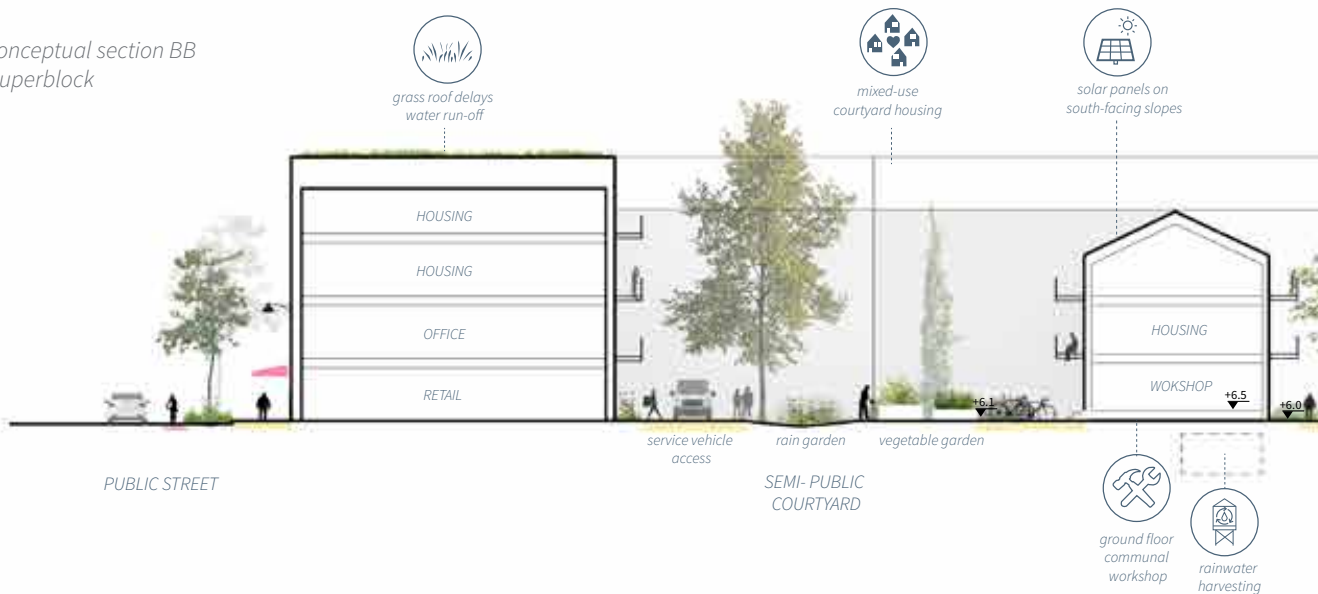 onceptual section BB
uperblock
grass roof delays
water run-off
mixed-use
courtyard housing
solar panels on
south-facing slopes
HOUSING
HOUSING
OFFICE
RETAIL
HOUSING
WOKSHOP
+6.1
+6.5
+6.0
service vehicle
access
rain garden
vegetable garden
PUBLIC STREET
SEMI- PUBLIC
COURTYARD
ground floor
communal
workshop
rainwater
harvesting